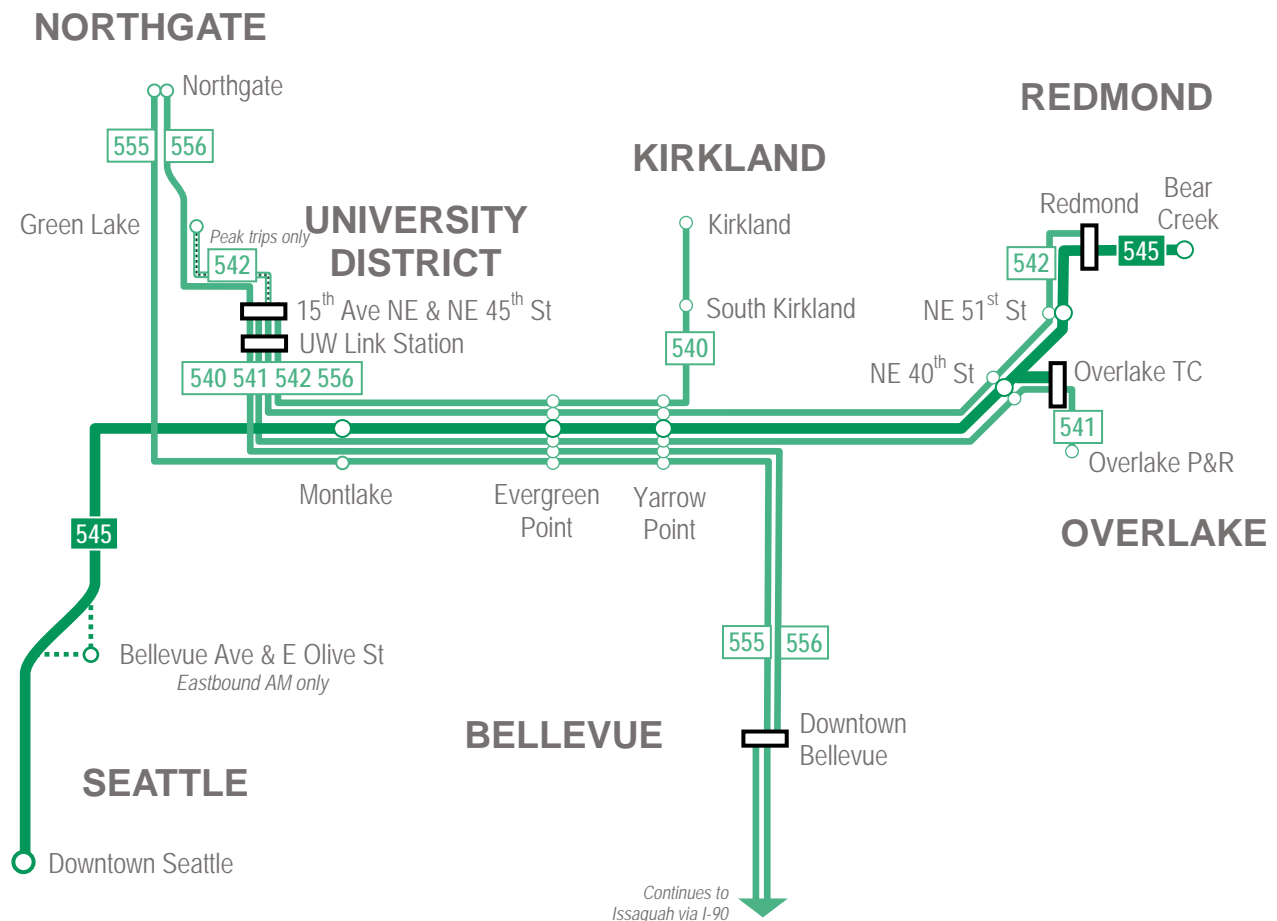 NORTHGATE
Northgate
REDMOND
555
556
KIRKLAND
Bear
Creek
Redmond
Green Lake
UNIVERSITY
DISTRICT
Peak trips only
542
Kirkland
542
545
15th Ave NE & NE 45th St
South Kirkland
NE 51st St
UW Link Station
540
540 541 542 556
NE 40th St
Overlake TC
541
Overlake P&R
Montlake
Evergreen
Point
Yarrow
Point
545
OVERLAKE
Bellevue Ave & E Olive St
Eastbound AM only
555
556
BELLEVUE
Downtown
Bellevue
SEATTLE
Downtown Seattle
Continues to
Issaquah via I-90